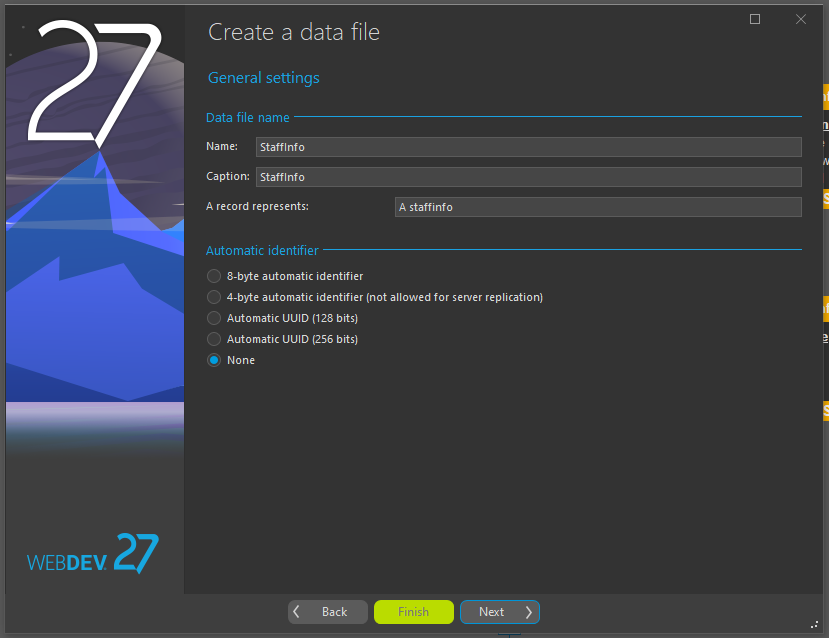 27
Create a data file
General settings
Data file name
Name: StaffInfo
Caption: StaffInfo
A record represents: A staffinfo
Automatic identifier
8-byte automatic identifier
4-byte automatic identifier (not allowed for server replication)
Automatic UUID (128 bits)
Automatic UUID (256 bits)
None
WEBDEV 27
Back Finish Next